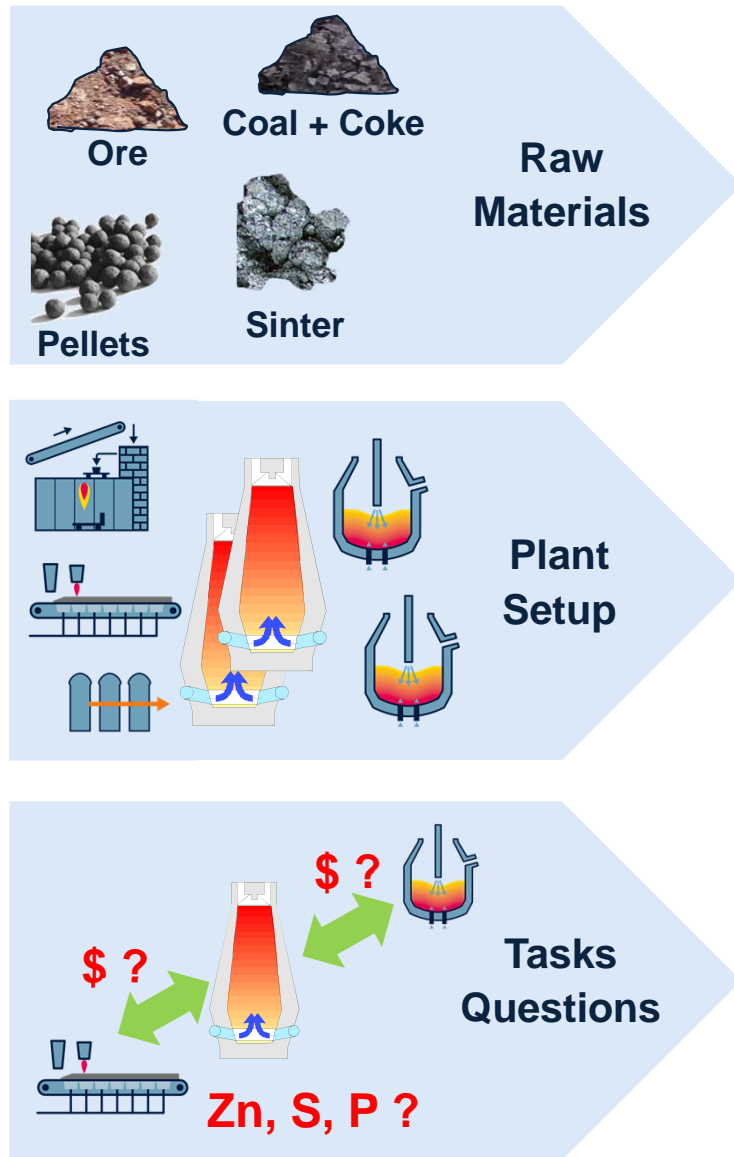 Ore
Coal + Coke
Pellets
Sinter
Raw
Materials
Plant
Setup
$ ?
$ ?
Zn, S, P ?
Tasks
Questions